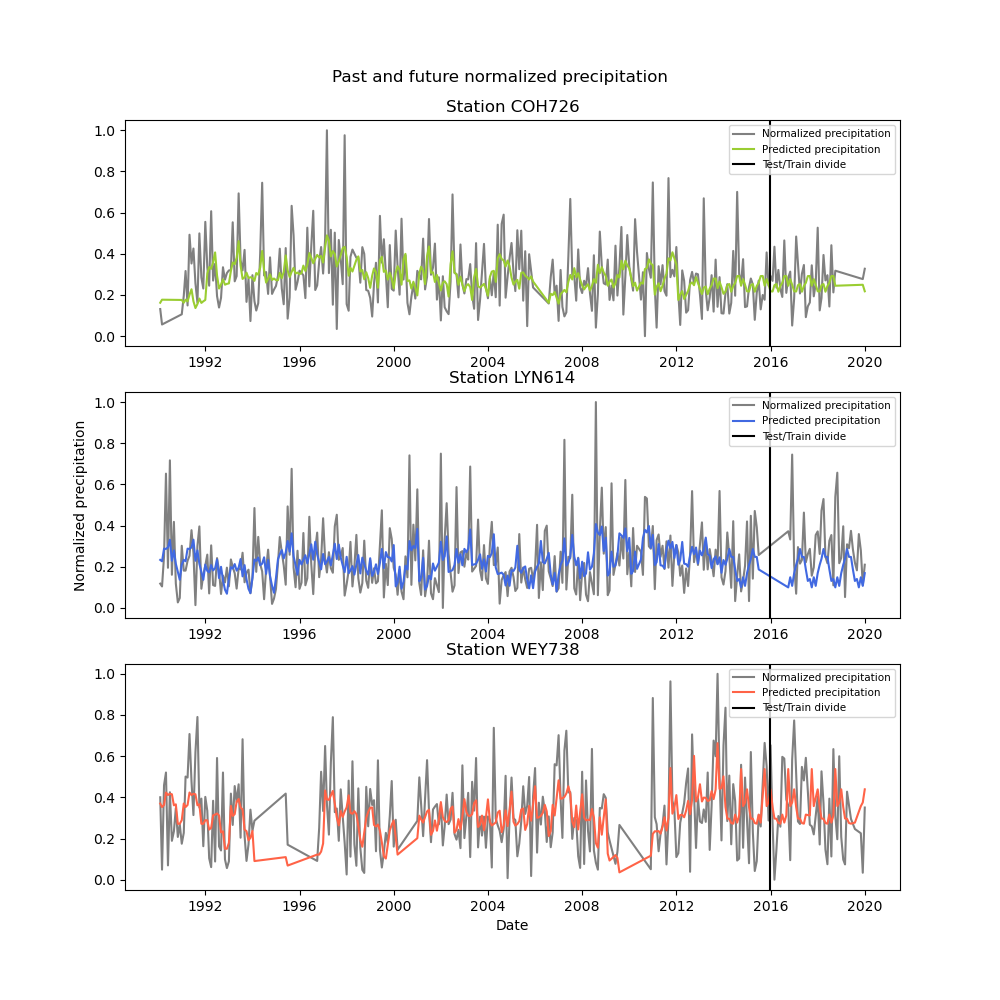 Past and future normalized precipitation
Station COH726
Normalized precipitation
Predicted precipitation
Test/Train divide
1.0
0.8
0.6
0.4
0.2
0.0
1992 1996 2000 2004 2008 2012 2016 2020
Station LYN614
Normalized precipitation
Predicted precipitation
Test/Train divide
Normalized precipitation
1.0
0.8
0.6
0.4
0.2
0.0
1992 1996 2000 2004 2008 2012 2016 2020
Station WEY738
Normalized precipitation
Predicted precipitation
Test/Train divide
1.0
0.8
0.6
0.4
0.2
0.0
1992 1996 2000 2004 2008 2012 2016 2020
Date